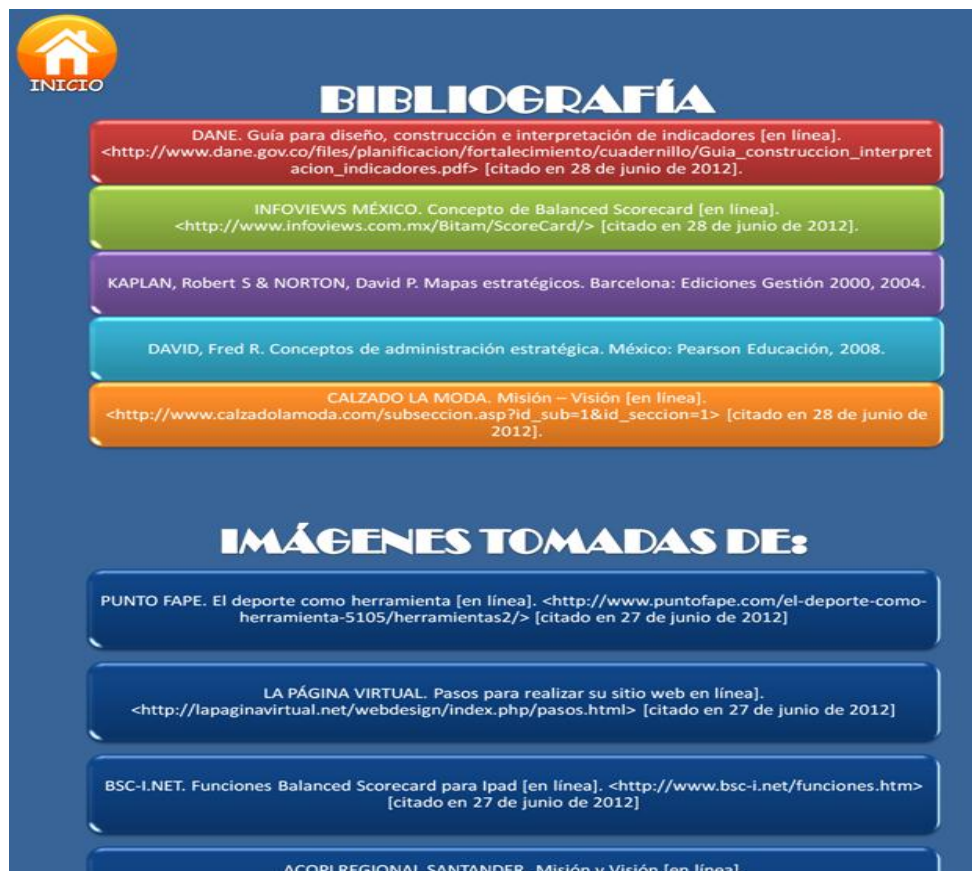 INICIO
BIBLIOGRAFÍA
DANE. Guía para diseño, construcción e interpretación de indicadores [en línea].
<http://www.dane.gov.co/files/planificacion/fortalecimiento/cuadernillo/Guia_construccion_interpret
acion_indicadores.pdf> [citado en 28 de junio de 2012].
INFOVIEWS MÉXICO. Concepto de Balanced Scorecard [en línea].
<http://www.infoviews.com.mx/Bitam/ScoreCard/> [citado en 28 de junio de 2012].
KAPLAN, Robert S & NORTON, David P. Mapas estratégicos. Barcelona: Ediciones Gestión 2000, 2004.
DAVID, Fred R. Conceptos de administración estratégica. México: Pearson Educación, 2008.
CALZADO LA MODA. Misión – Visión [en línea].
<http://www.calzadolamoda.com/subseccion.asp?id_sub=1&id_seccion=1> [citado en 28 de junio de
2012].
IMÁGENES TOMADAS DE:
PUNTO FAPE. El deporte como herramienta [en línea]. <http://www.puntofape.com/el-deporte-como-
herramienta-5105/herramientas2/> [citado en 27 de junio de 2012]
LA PÁGINA VIRTUAL. Pasos para realizar su sitio web en línea].
<http://lapaginavirtual.net/webdesign/index.php/pasos.html> [citado en 27 de junio de 2012]
BSC-I.NET. Funciones Balanced Scorecard para Ipad [en línea]. <http://www.bsc-i.net/funciones.htm>
[citado en 27 de junio de 2012]
ACOPI REGIONAL SANTANDER. Misión y Visión [en línea].